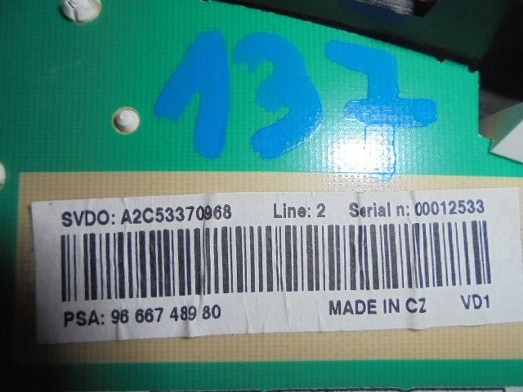 137
SVDO: A2C53370968 Line: 2 Serial n: 00012533
PSA: 96 667 489 80 MADE IN CZ VD1